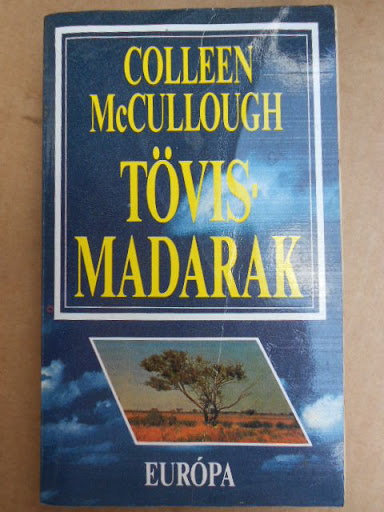 COLLEEN
McCULLOUGH
TÖVIS-
MADARAK
EURÓPA